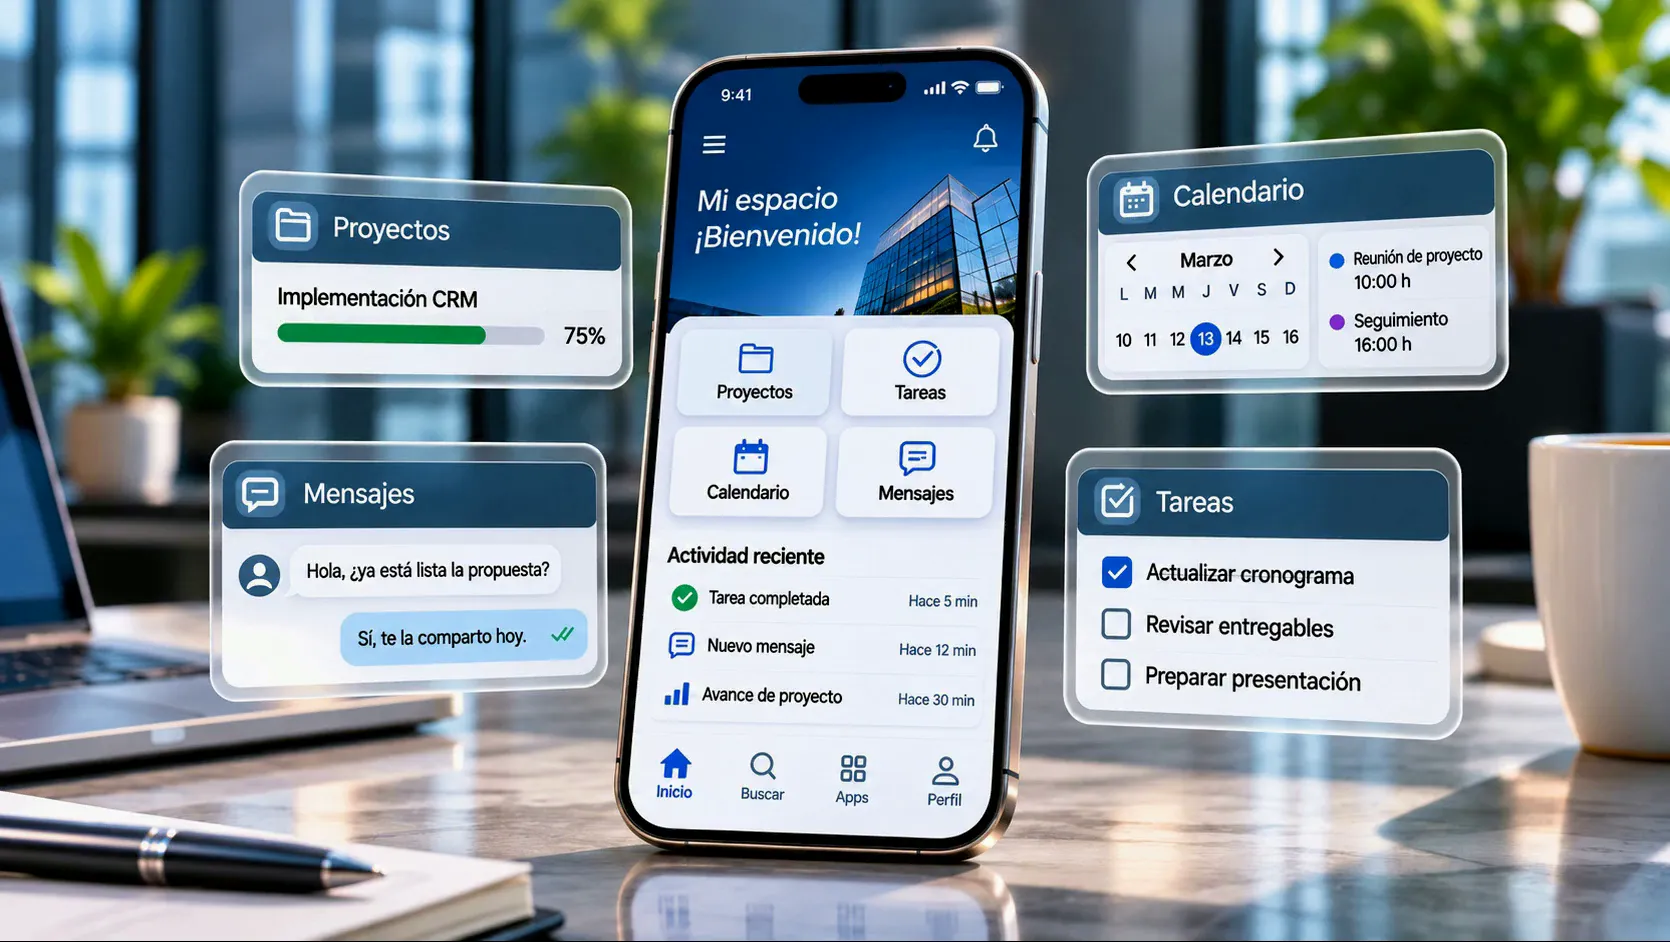 9:41
Mi espacio
¡Bienvenido!
Proyectos
Tareas
Calendario
Mensajes
Actividad reciente
Tarea completada
Hace 5 min
Nuevo mensaje
Hace 12 min
Avance de proyecto
Hace 30 min
Inicio
Buscar
Apps
Perfil
Proyectos
Implementación CRM
75%
Mensajes
Hola, ¿ya está lista la propuesta?
Sí, te la comparto hoy.
Calendario
Marzo
L M M J V S D
10 11 12 13 14 15 16
Reunión de proyecto
10:00 h
Seguimiento
16:00 h
Tareas
Actualizar cronograma
Revisar entregables
Preparar presentación